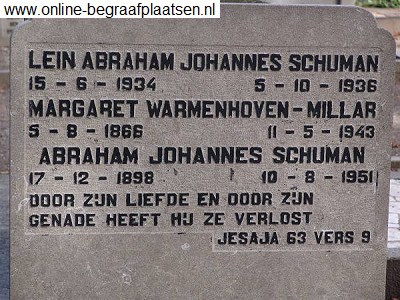 www.online-begraafplaatsen.nl
LEIN ABRAHAM JOHANNES SCHUMAN
15 - 6 - 1934 5 - 10 - 1936
MARGARET WARMENHOVEN - MILLAR
5 - 8 - 1866 11 - 5 - 1943
ABRAHAM JOHANNES SCHUMAN
17 - 12 - 1898 10 - 8 - 1951
DOOR ZIJN LIEFDE EN DOOR ZIJN
GENADE HEEFT HIJ ZE VERLOST
JESAJA 63 VERS 9